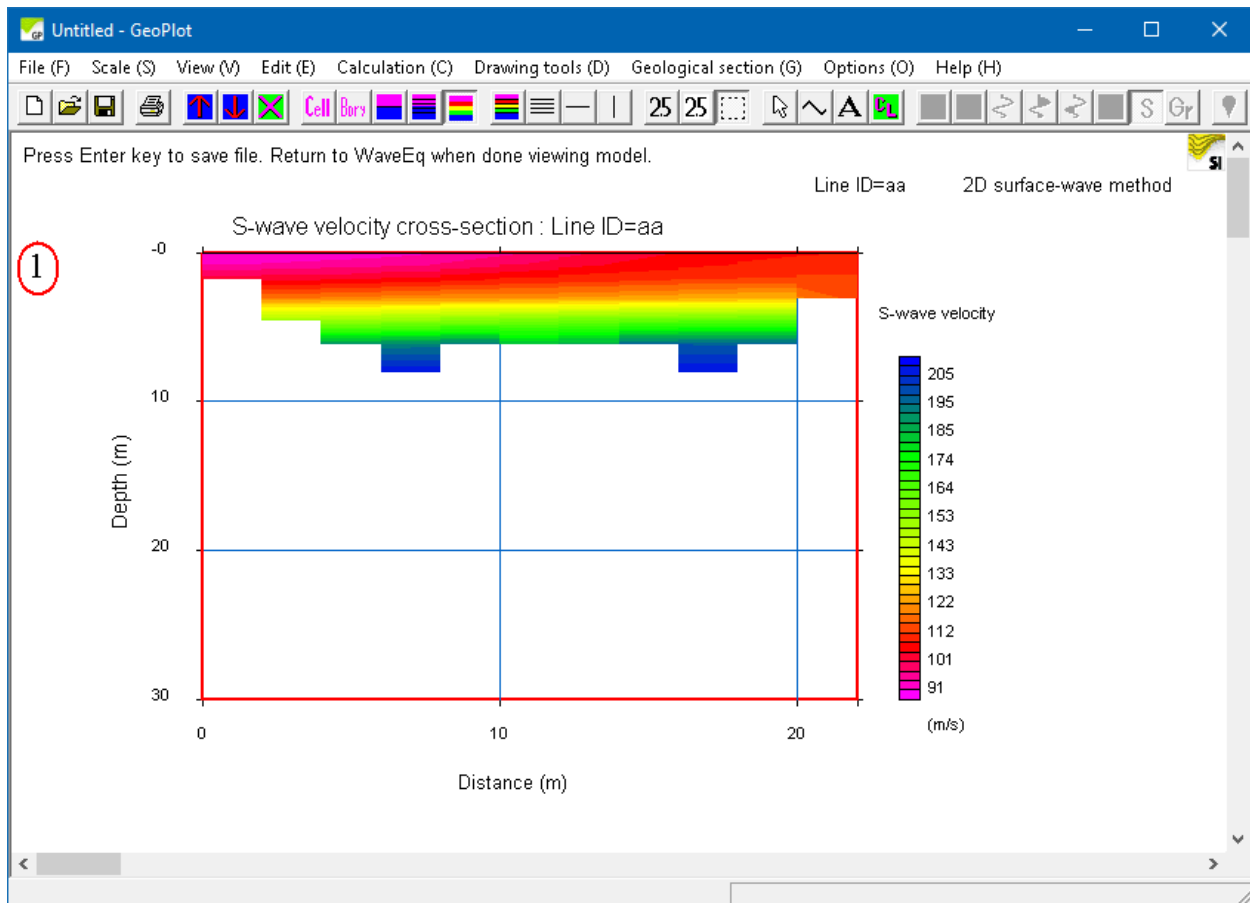 GP Untitled - GeoPlot
File (F) Scale (S) View (V) Edit (E) Calculation (C) Drawing tools (D) Geological section (G) Options (O) Help (H)
Cell Bory 25 25 A CL S Gr
Press Enter key to save file. Return to WaveEq when done viewing model.
SI
Line ID=aa 2D surface-wave method
S-wave velocity cross-section : Line ID=aa
1
-0
10
20
30
Depth (m)
0 10 20
Distance (m)
S-wave velocity
205
195
185
174
164
153
143
133
122
112
101
91
(m/s)